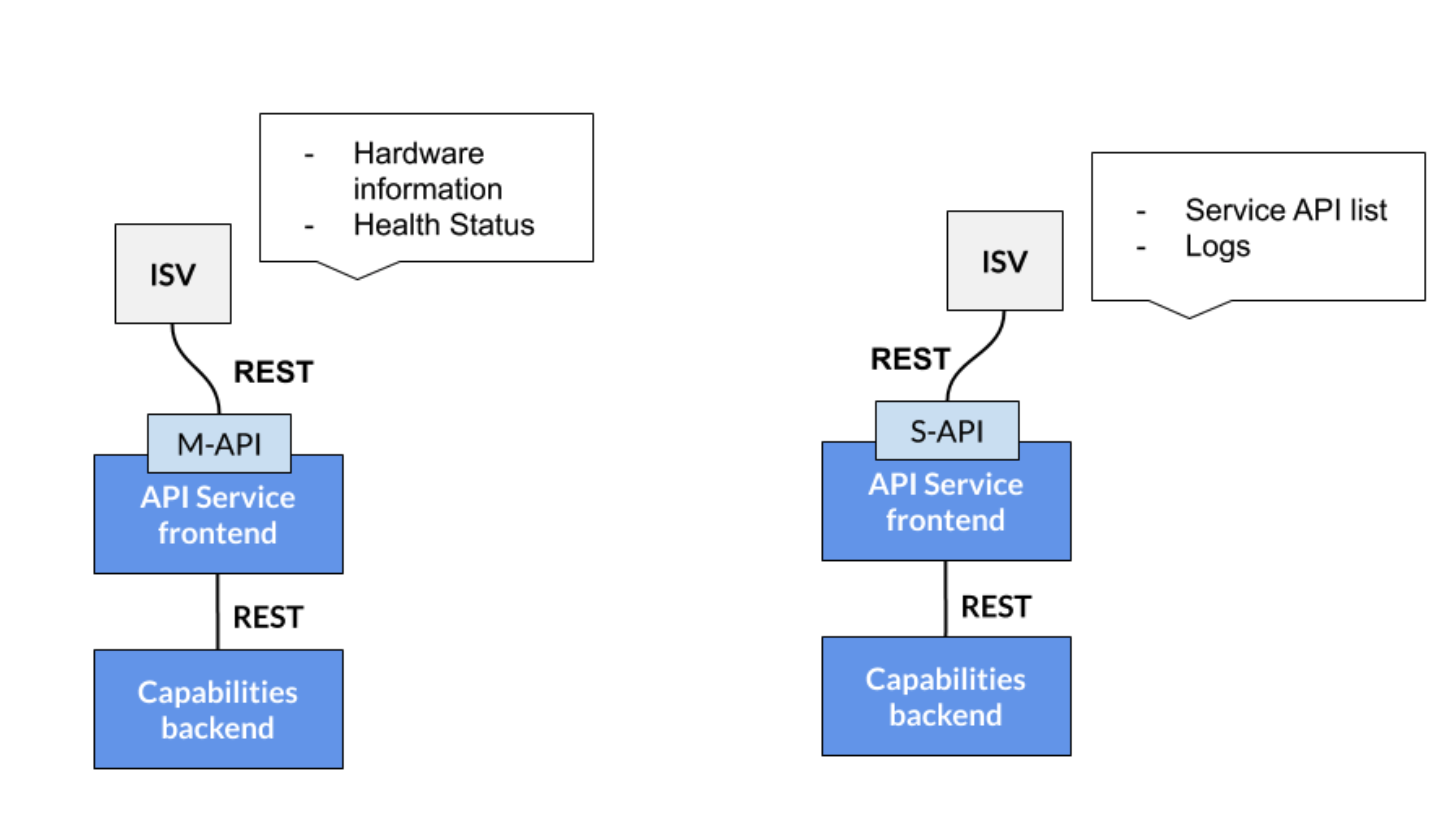 - Hardware
information
- Health Status
ISV
REST
M-API
API Service
frontend
REST
Capabilities
backend
- Service API list
- Logs
ISV
REST
S-API
API Service
frontend
REST
Capabilities
backend